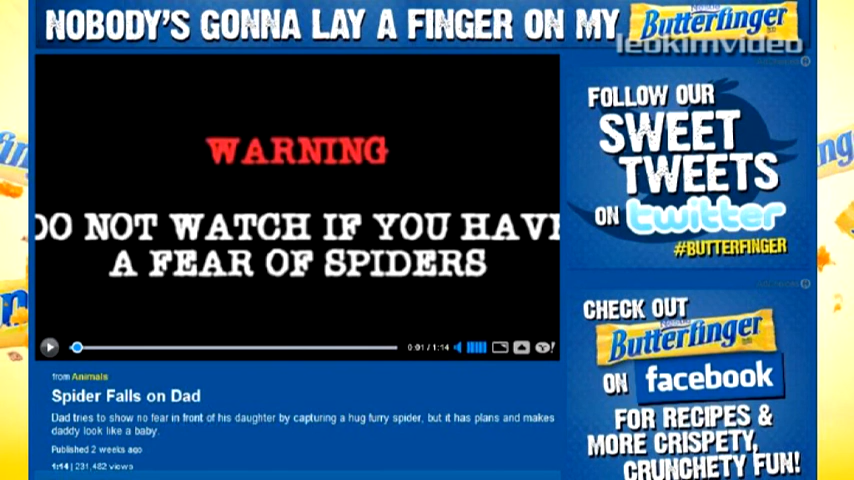 NOBODY'S GONNA LAY A FINGER ON MY Butterfinger
leokimvideo
WARNING
DO NOT WATCH IF YOU HAVE
A FEAR OF SPIDERS
0:01 / 1:14
from Animals
Spider Falls on Dad
Dad tries to show no fear in front of his daughter by capturing a hug furry spider, but it has plans and makes
daddy look like a baby.
Published 2 weeks ago
1:14 | 231,482 views
FOLLOW OUR
SWEET
TWEETS
ON twitter
#BUTTERFINGER
CHECK OUT
Nestlé
Butterfinger
ON facebook
FOR RECIPES &
MORE CRISPETY,
CRUNCHETY FUN!